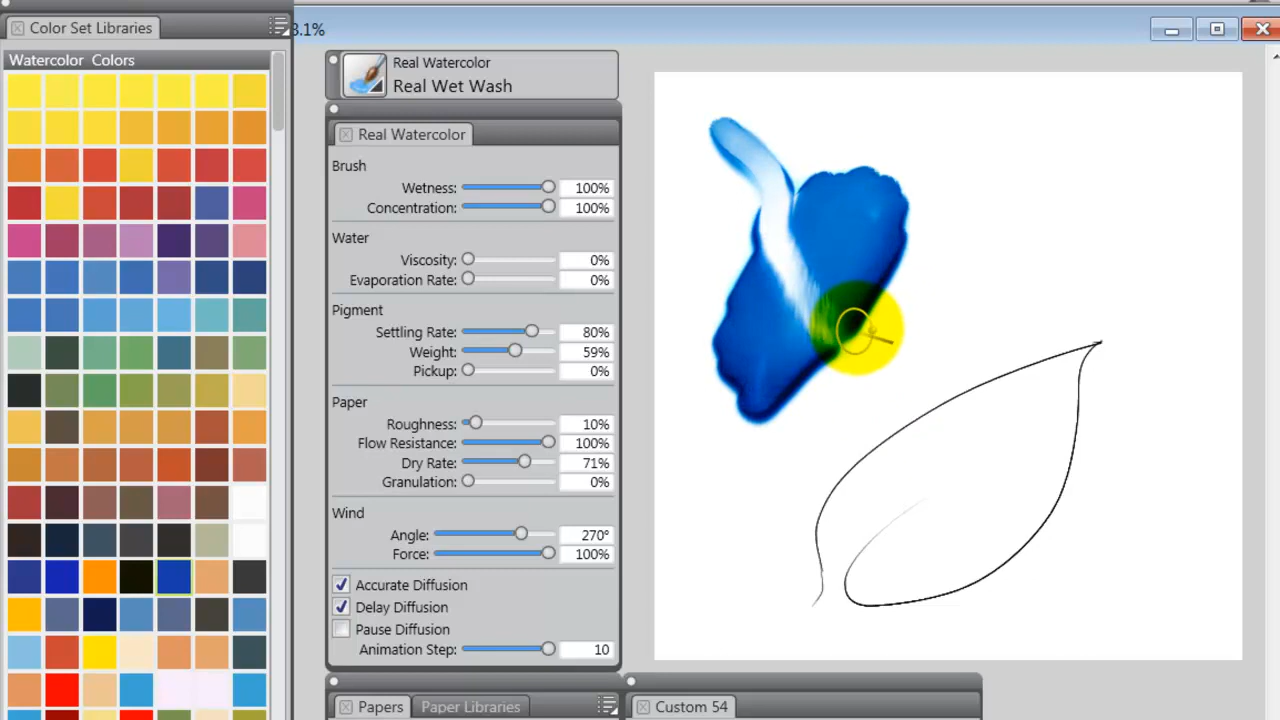 Color Set Libraries
3.1%
Watercolor Colors
Real Watercolor
Real Wet Wash
Real Watercolor
Brush
Wetness: 100%
Concentration: 100%
Water
Viscosity: 0%
Evaporation Rate: 0%
Pigment
Settling Rate: 80%
Weight: 59%
Pickup: 0%
Paper
Roughness: 10%
Flow Resistance: 100%
Dry Rate: 71%
Granulation: 0%
Wind
Angle: 270°
Force: 100%
Accurate Diffusion
Delay Diffusion
Pause Diffusion
Animation Step: 10
Papers Paper Libraries
Custom 54